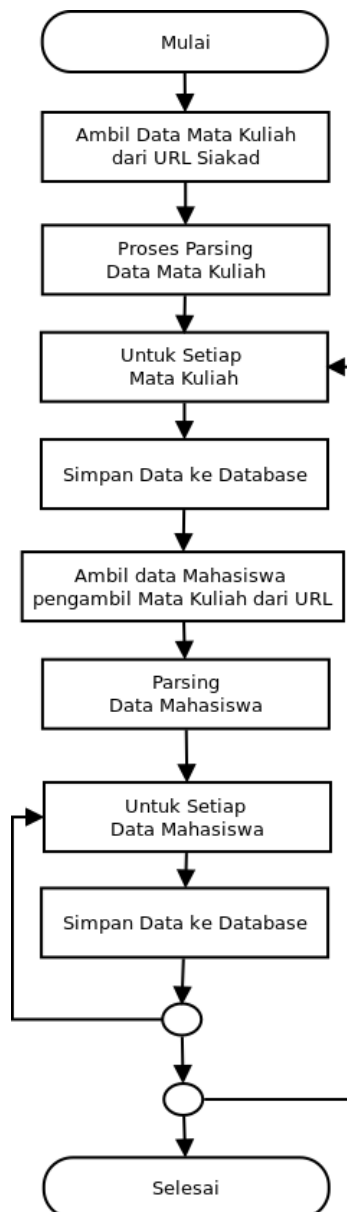 Mulai
Ambil Data Mata Kuliah
dari URL Siakad
Proses Parsing
Data Mata Kuliah
Untuk Setiap
Mata Kuliah
Simpan Data ke Database
Ambil data Mahasiswa
pengambil Mata Kuliah dari URL
Parsing
Data Mahasiswa
Untuk Setiap
Data Mahasiswa
Simpan Data ke Database
Selesai